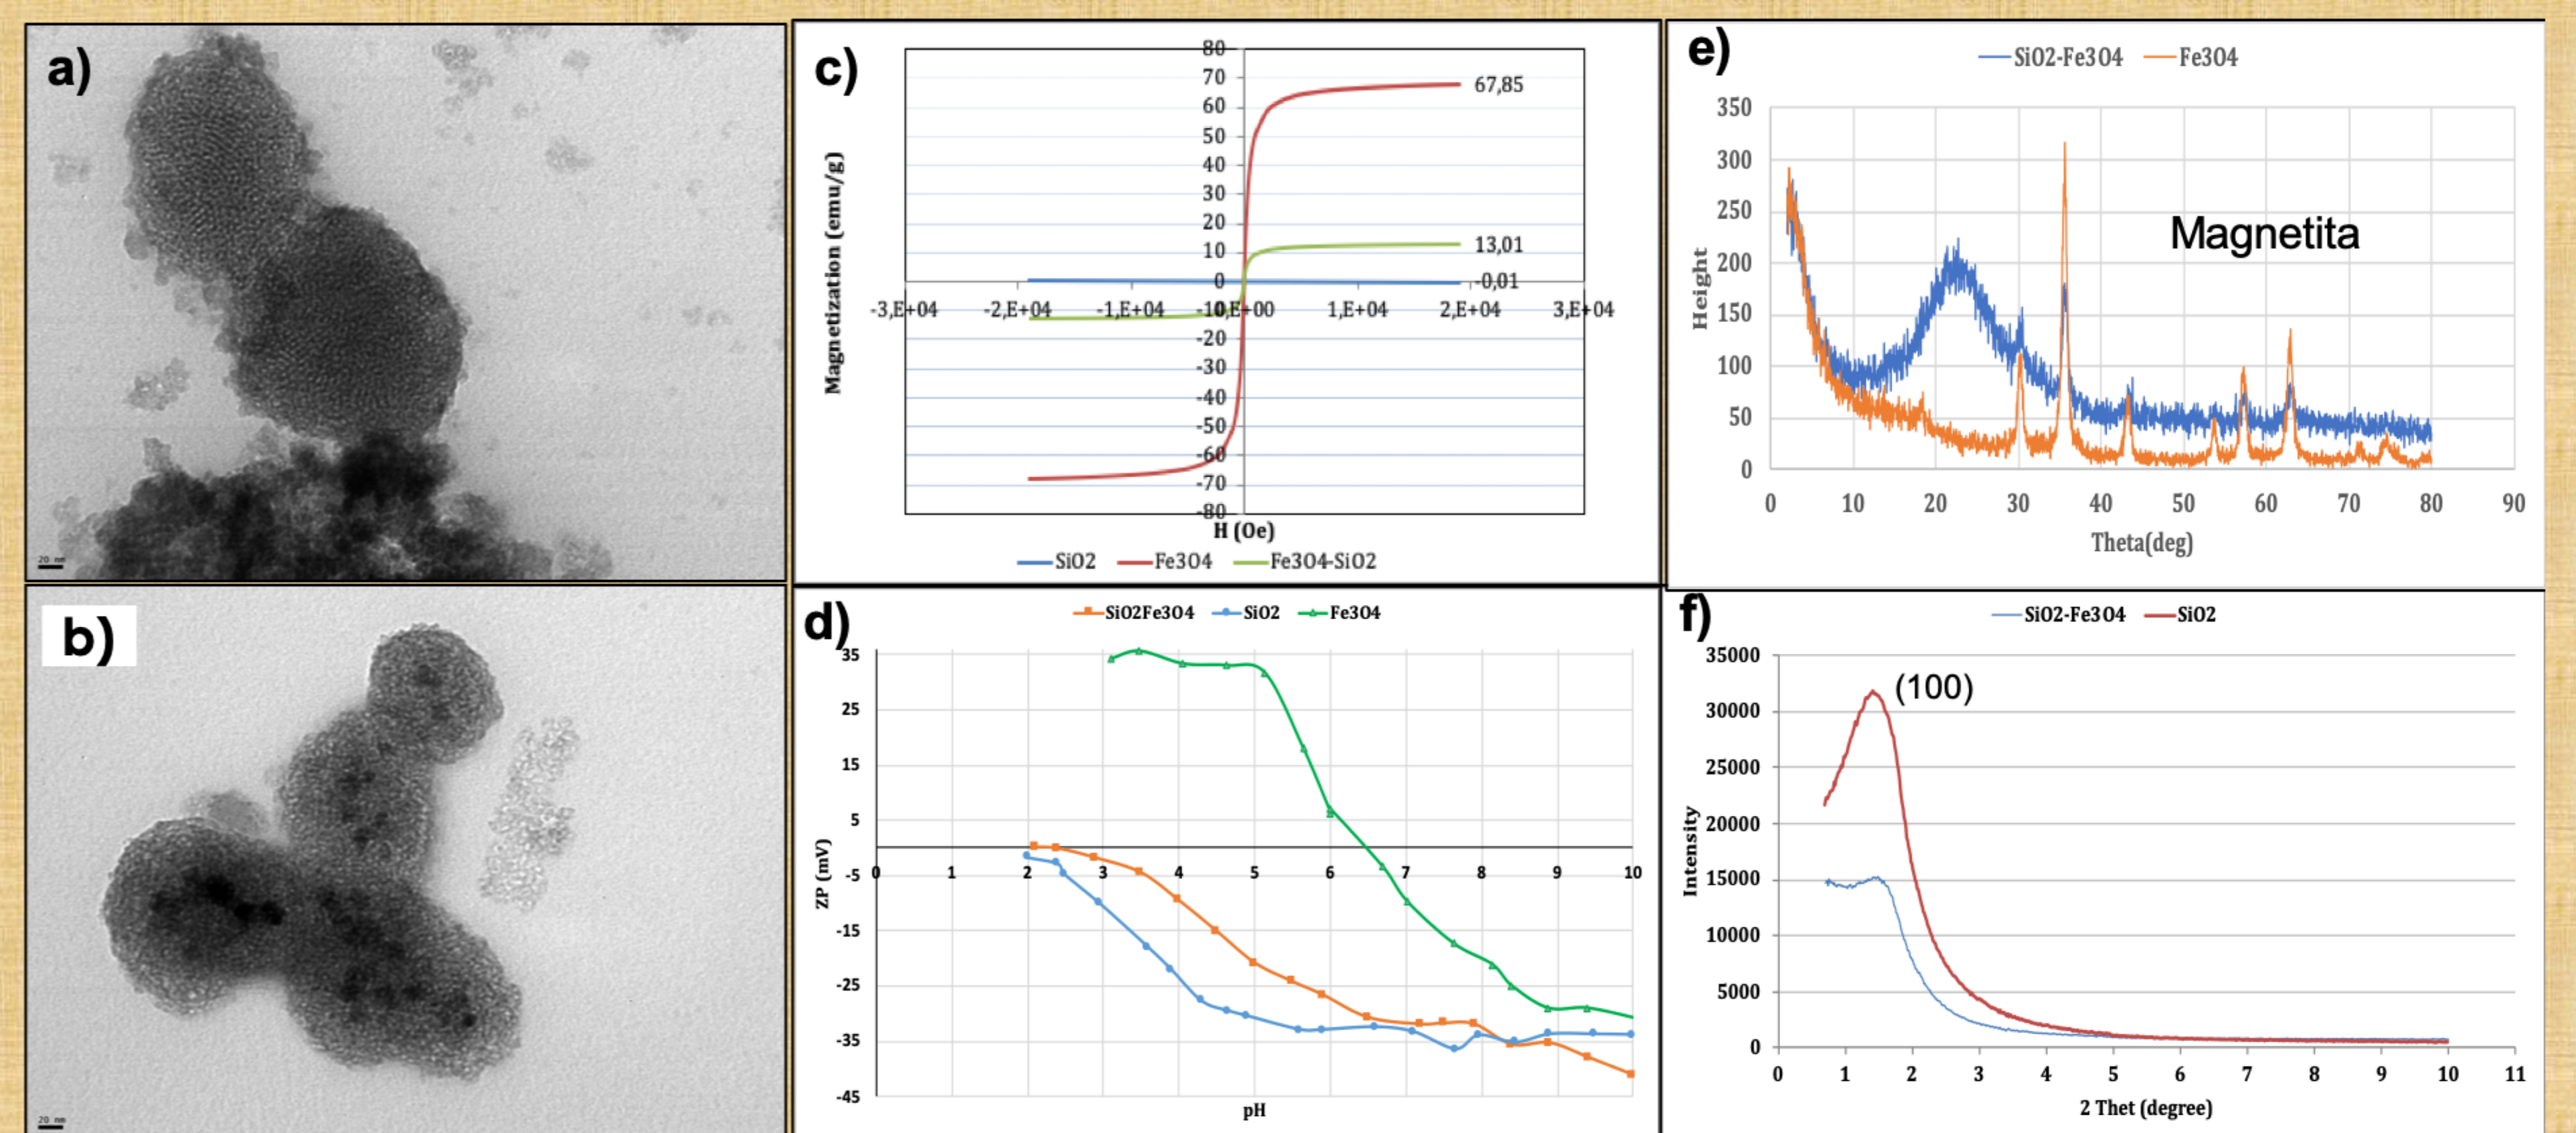 a)
20 nm
b)
20 nm
c)
80
70
60
50
40
30
20
10
0
-10
-20
-30
-40
-50
-60
-70
-80
67,85
13,01
-0,01
-3,E+04 -2,E+04 -1,E+04 0,E+00 1,E+04 2,E+04 3,E+04
Magnetization (emu/g)
H (Oe)
SiO2 Fe3O4 Fe3O4-SiO2
d)
SiO2Fe3O4 SiO2 Fe3O4
35
25
15
5
-5
-15
-25
-35
-45
0 1 2 3 4 5 6 7 8 9 10
ZP (mV)
pH
e)
SiO2-Fe3O4 Fe3O4
350
300
250
200
150
100
50
0
Magnetita
Height
0 10 20 30 40 50 60 70 80 90
Theta(deg)
f)
SiO2-Fe3O4 SiO2
35000
30000
25000
20000
15000
10000
5000
0
(100)
Intensity
0 1 2 3 4 5 6 7 8 9 10 11
2 Thet (degree)